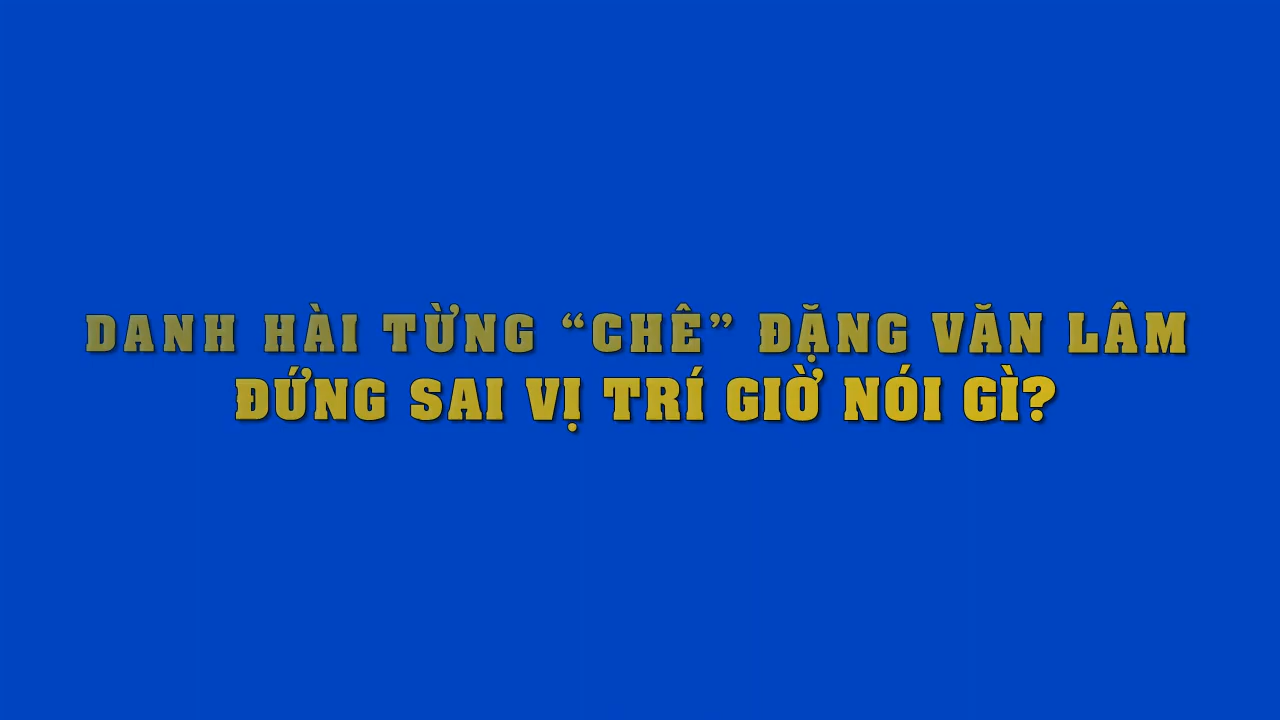 DANH HÀI TỪNG “CHÊ” ĐẶNG VĂN LÂM
ĐỨNG SAI VỊ TRÍ GIỜ NÓI GÌ?